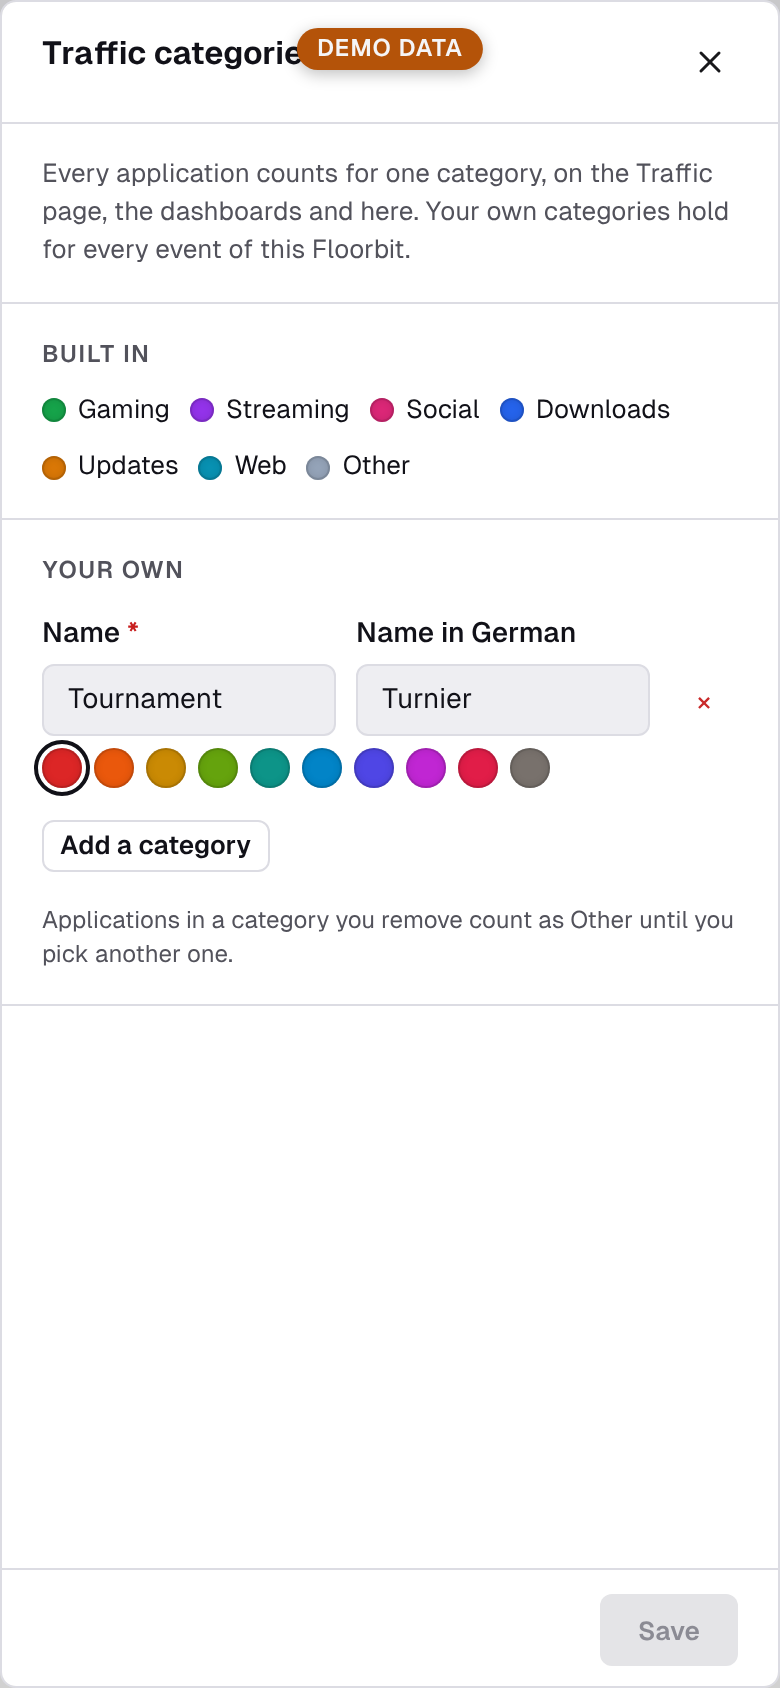 Traffic categorie
DEMO DATA
Every application counts for one category, on the Traffic
page, the dashboards and here. Your own categories hold
for every event of this Floorbit.
BUILT IN
Gaming Streaming Social Downloads
Updates Web Other
YOUR OWN
Name * Name in German
Tournament Turnier ×
Add a category
Applications in a category you remove count as Other until you
pick another one.
Save